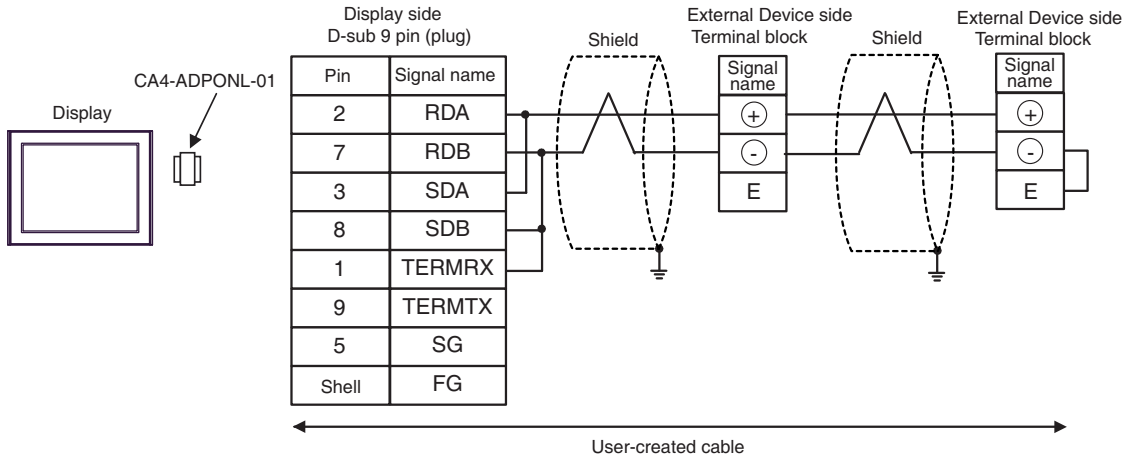 Display
CA4-ADPONL-01
Display side
D-sub 9 pin (plug)
Pin Signal name
2 RDA
7 RDB
3 SDA
8 SDB
1 TERMRX
9 TERMTX
5 SG
Shell FG
Shield
External Device side
Terminal block
Signal
name
+
-
E
Shield
External Device side
Terminal block
Signal
name
+
-
E
User-created cable